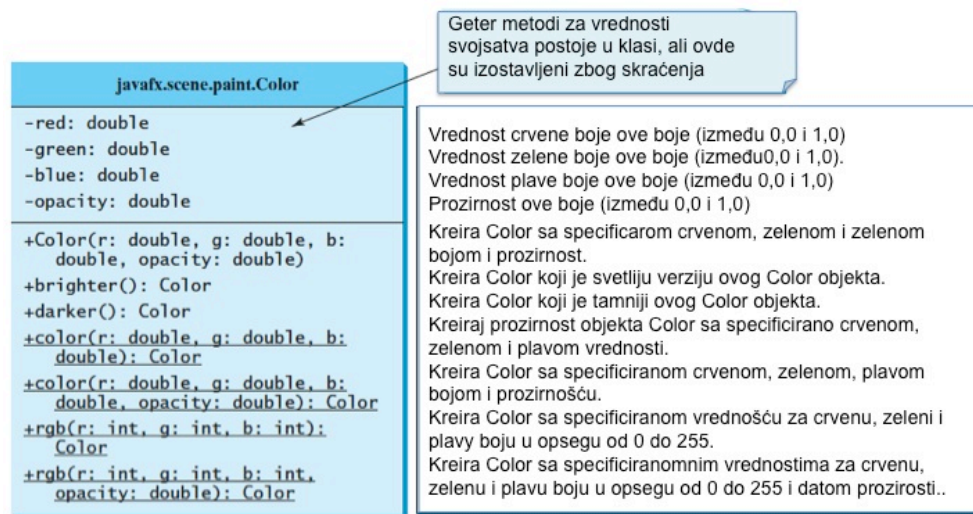 Geter metodi za vrednosti
svojsatva postoje u klasi, ali ovde
su izostavljeni zbog skraćenja
javafx.scene.paint.Color
-red: double
-green: double
-blue: double
-opacity: double
+Color(r: double, g: double, b:
double, opacity: double)
+brighter(): Color
+darker(): Color
+color(r: double, g: double, b:
double): Color
+color(r: double, g: double, b:
double, opacity: double): Color
+rgb(r: int, g: int, b: int):
Color
+rgb(r: int, g: int, b: int,
opacity: double): Color
Vrednost crvene boje ove boje (između 0,0 i 1,0)
Vrednost zelene boje ove boje (između0,0 i 1,0).
Vrednost plave boje ove boje (između 0,0 i 1,0)
Prozirnost ove boje (između 0,0 i 1,0)
Kreira Color sa specificarom crvenom, zelenom i zelenom
bojom i prozirnost.
Kreira Color koji je svetliju verziju ovog Color objekta.
Kreira Color koji je tamniji ovog Color objekta.
Kreiraj prozirnost objekta Color sa specificirano crvenom,
zelenom i plavom vrednosti.
Kreira Color sa specificiranom crvenom, zelenom, plavom
bojom i prozirnošću.
Kreira Color sa specificiranom vrednošću za crvenu, zeleni i
plavy boju u opsegu od 0 do 255.
Kreira Color sa specificiranomnim vrednostima za crvenu,
zelenu i plavu boju u opsegu od 0 do 255 i datom prozirosti..